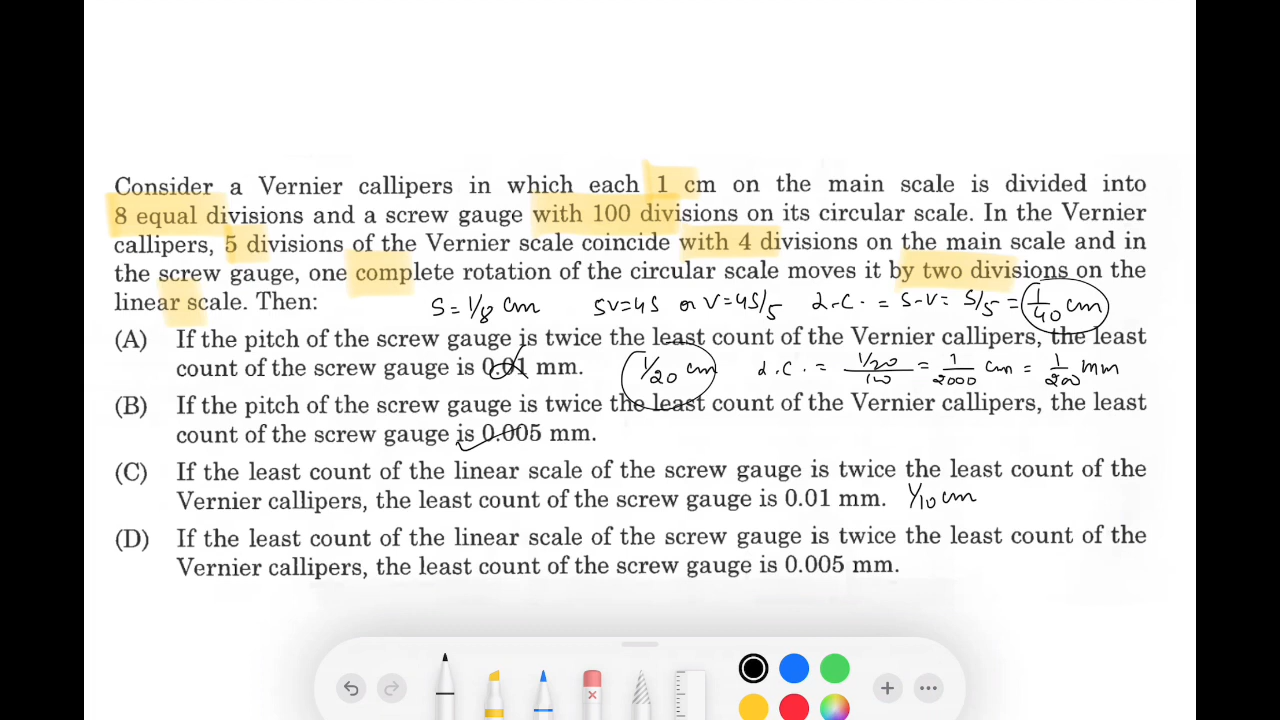 Consider a Vernier callipers in which each 1 cm on the main scale is divided into
8 equal divisions and a screw gauge with 100 divisions on its circular scale. In the Vernier
callipers, 5 divisions of the Vernier scale coincide with 4 divisions on the main scale and in
the screw gauge, one complete rotation of the circular scale moves it by two divisions on the
linear scale. Then: S = 1/8 cm 5V=4S or V=4S/5 L.C. = S-V= S/5 = 1/40 cm
(A) If the pitch of the screw gauge is twice the least count of the Vernier callipers, the least
count of the screw gauge is 0.01 mm. 1/20 cm L.C. = (1/20)/100 = 1/2000 cm = 1/200 mm
(B) If the pitch of the screw gauge is twice the least count of the Vernier callipers, the least
count of the screw gauge is 0.005 mm.
(C) If the least count of the linear scale of the screw gauge is twice the least count of the
Vernier callipers, the least count of the screw gauge is 0.01 mm. 1/10 cm
(D) If the least count of the linear scale of the screw gauge is twice the least count of the
Vernier callipers, the least count of the screw gauge is 0.005 mm.